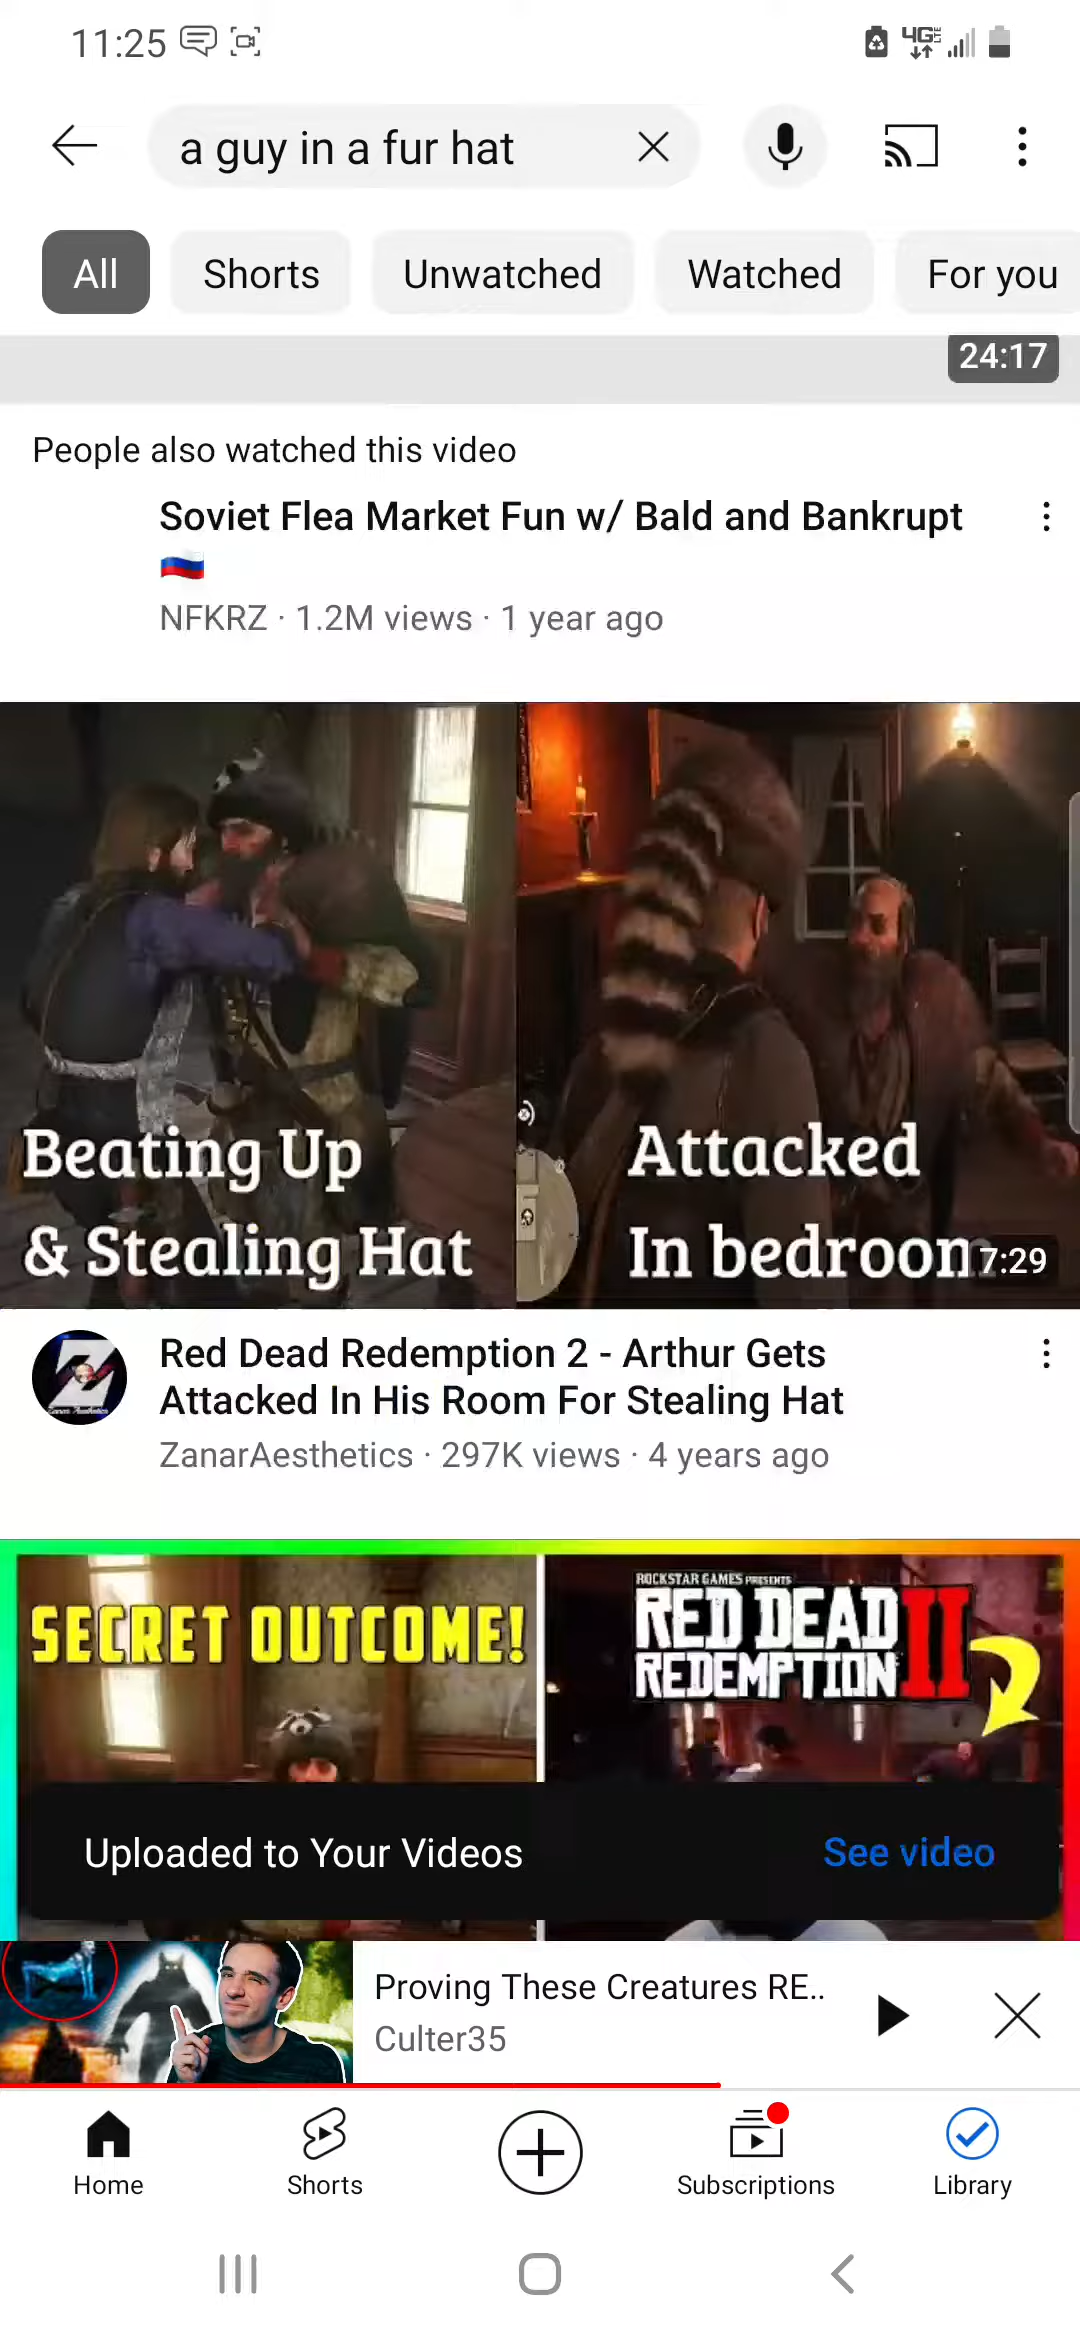 11:25
4G LTE
a guy in a fur hat
All
Shorts
Unwatched
Watched
For you
24:17
People also watched this video
Soviet Flea Market Fun w/ Bald and Bankrupt
🇷🇺
NFKRZ · 1.2M views · 1 year ago
Beating Up
& Stealing Hat
Attacked
In bedroom
7:29
Red Dead Redemption 2 - Arthur Gets
Attacked In His Room For Stealing Hat
ZanarAesthetics · 297K views · 4 years ago
SECRET OUTCOME!
ROCKSTAR GAMES PRESENTS
RED DEAD
REDEMPTION II
Uploaded to Your Videos
See video
Proving These Creatures RE..
Culter35
Home
Shorts
Subscriptions
Library